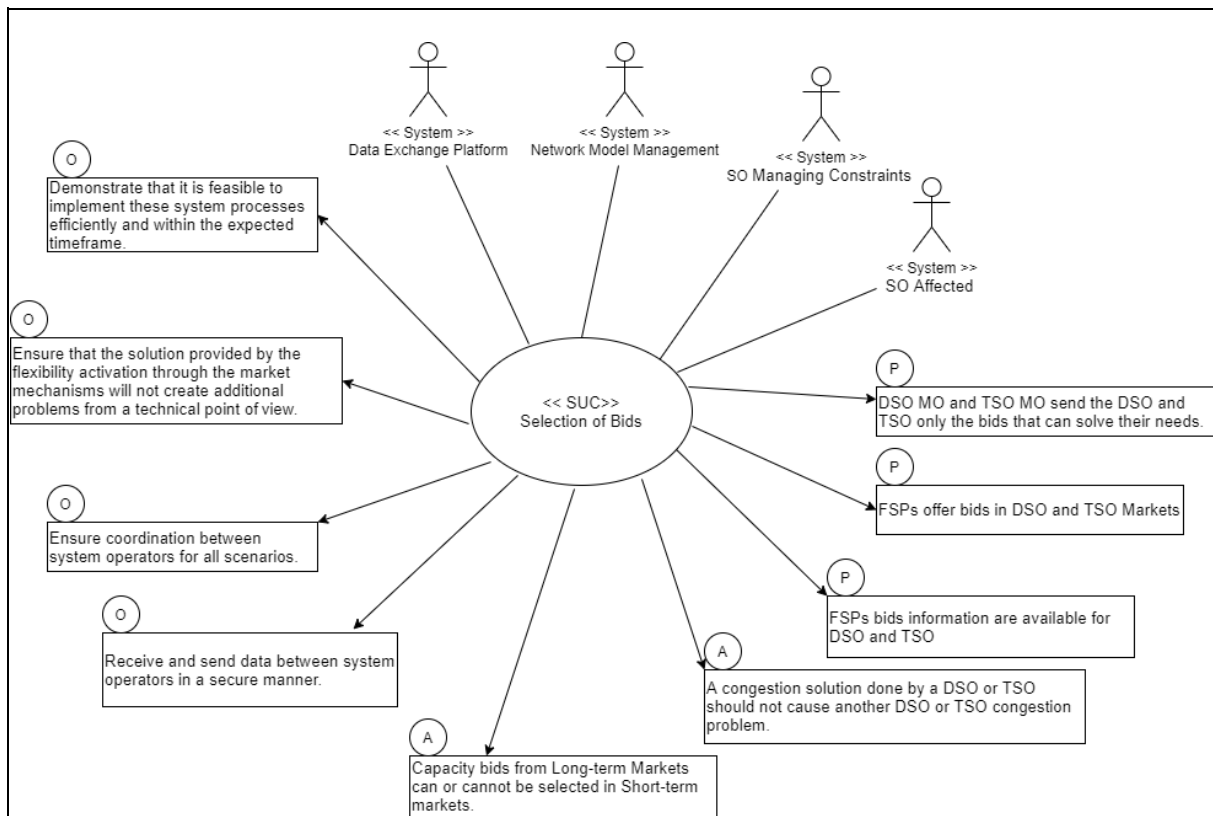 << System >>
Data Exchange Platform
<< System >>
Network Model Management
<< System >>
SO Managing Constraints
<< System >>
SO Affected
O
Demonstrate that it is feasible to
implement these system processes
efficiently and within the expected
timeframe.
O
Ensure that the solution provided by the
flexibility activation through the market
mechanisms will not create additional
problems from a technical point of view.
<< SUC>>
Selection of Bids
P
DSO MO and TSO MO send the DSO and
TSO only the bids that can solve their needs.
P
FSPs offer bids in DSO and TSO Markets
O
Ensure coordination between
system operators for all scenarios.
P
FSPs bids information are available for
DSO and TSO
O
Receive and send data between system
operators in a secure manner.
A
A congestion solution done by a DSO or TSO
should not cause another DSO or TSO congestion
problem.
A
Capacity bids from Long-term Markets
can or cannot be selected in Short-term
markets.